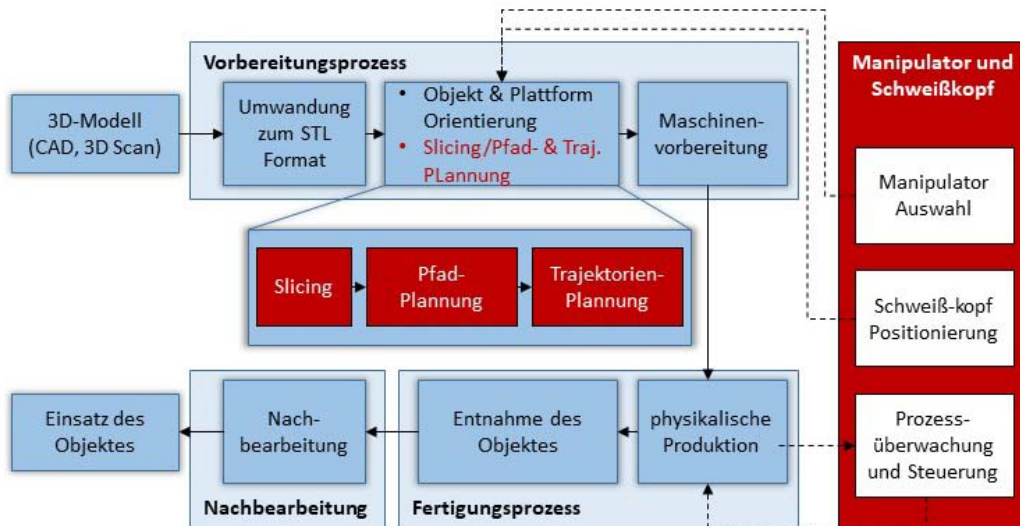 Vorbereitungsprozess
3D-Modell
(CAD, 3D Scan)
Umwandung
zum STL
Format
• Objekt & Plattform
Orientierung
• Slicing/Pfad- & Traj.
PLannung
Maschinen-
vorbereitung
Slicing
Pfad-
Plannung
Trajektorien-
Plannung
Manipulator und
Schweißkopf
Manipulator
Auswahl
Schweiß-kopf
Positionierung
Prozess-
überwachung
und Steuerung
physikalische
Produktion
Entnahme des
Objektes
Fertigungsprozess
Nach-
bearbeitung
Nachbearbeitung
Einsatz des
Objektes